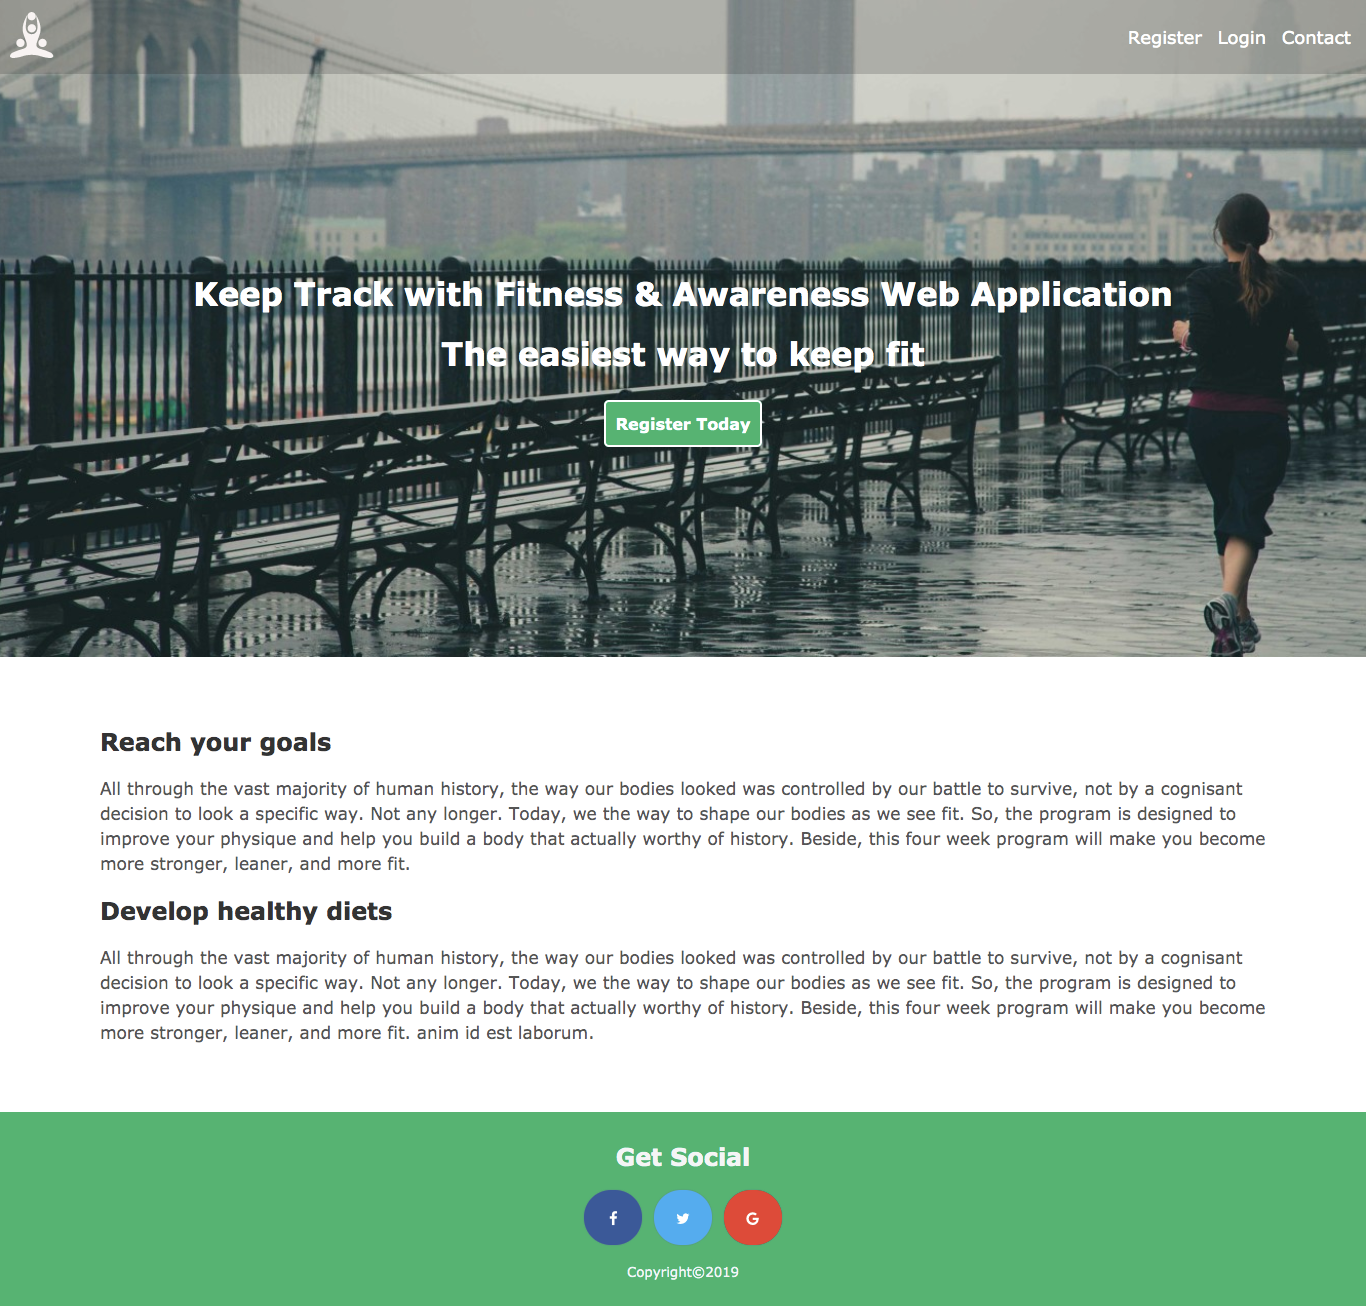 Register Login Contact
Keep Track with Fitness & Awareness Web Application
The easiest way to keep fit
Register Today
Reach your goals
All through the vast majority of human history, the way our bodies looked was controlled by our battle to survive, not by a cognisant
decision to look a specific way. Not any longer. Today, we the way to shape our bodies as we see fit. So, the program is designed to
improve your physique and help you build a body that actually worthy of history. Beside, this four week program will make you become
more stronger, leaner, and more fit.
Develop healthy diets
All through the vast majority of human history, the way our bodies looked was controlled by our battle to survive, not by a cognisant
decision to look a specific way. Not any longer. Today, we the way to shape our bodies as we see fit. So, the program is designed to
improve your physique and help you build a body that actually worthy of history. Beside, this four week program will make you become
more stronger, leaner, and more fit. anim id est laborum.
Get Social
Copyright©2019